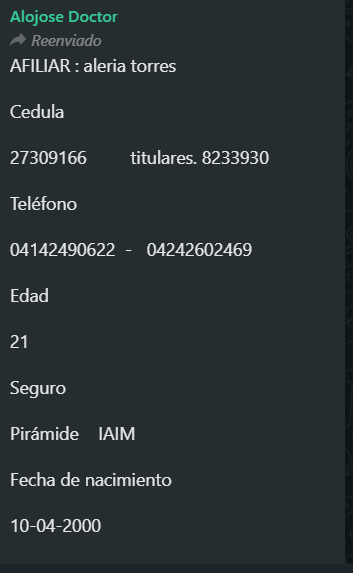 Alojose Doctor
Reenviado
AFILIAR : aleria torres
Cedula
27309166 titulares. 8233930
Teléfono
04142490622 - 04242602469
Edad
21
Seguro
Pirámide IAIM
Fecha de nacimiento
10-04-2000